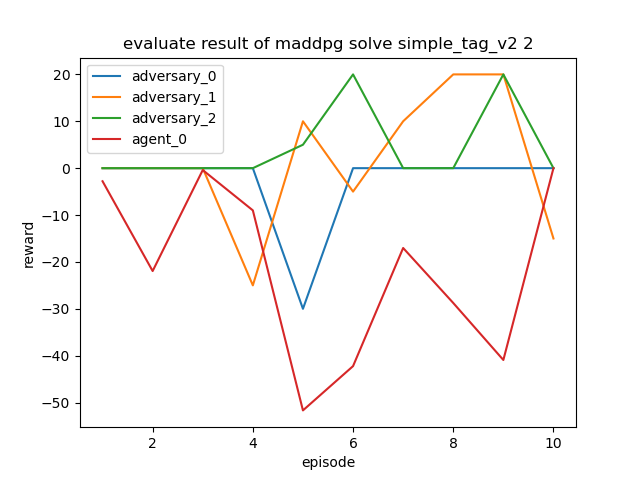 evaluate result of maddpg solve simple_tag_v2 2
adversary_0
adversary_1
adversary_2
agent_0
20
10
0
−10
−20
−30
−40
−50
reward
2
4
6
8
10
episode